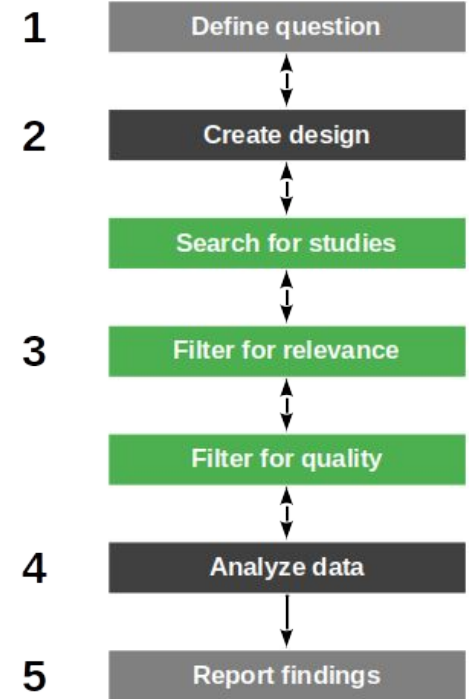 1 Define question
2 Create design
Search for studies
3 Filter for relevance
Filter for quality
4 Analyze data
5 Report findings